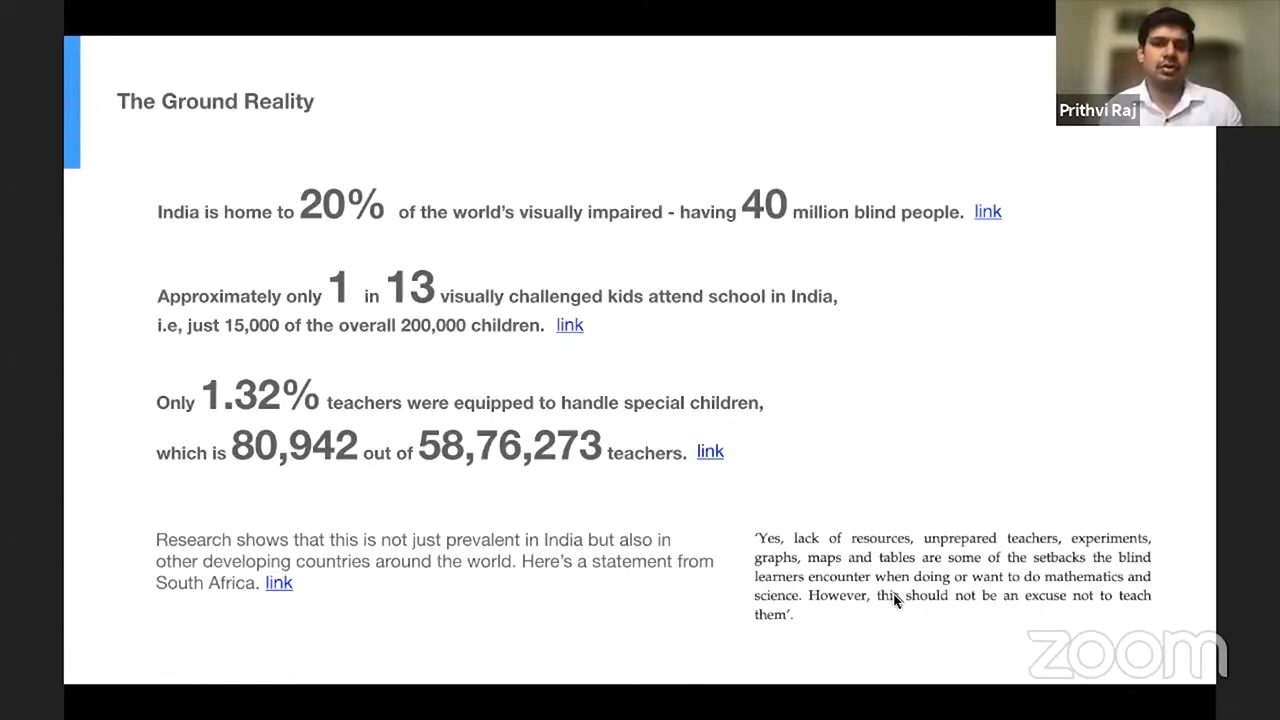 The Ground Reality
Prithvi Raj
India is home to 20% of the world's visually impaired - having 40 million blind people. link
Approximately only 1 in 13 visually challenged kids attend school in India,
i.e, just 15,000 of the overall 200,000 children. link
Only 1.32% teachers were equipped to handle special children,
which is 80,942 out of 58,76,273 teachers. link
Research shows that this is not just prevalent in India but also in
other developing countries around the world. Here's a statement from
South Africa. link
'Yes, lack of resources, unprepared teachers, experiments,
graphs, maps and tables are some of the setbacks the blind
learners encounter when doing or want to do mathematics and
science. However, this should not be an excuse not to teach
them'.
zoom